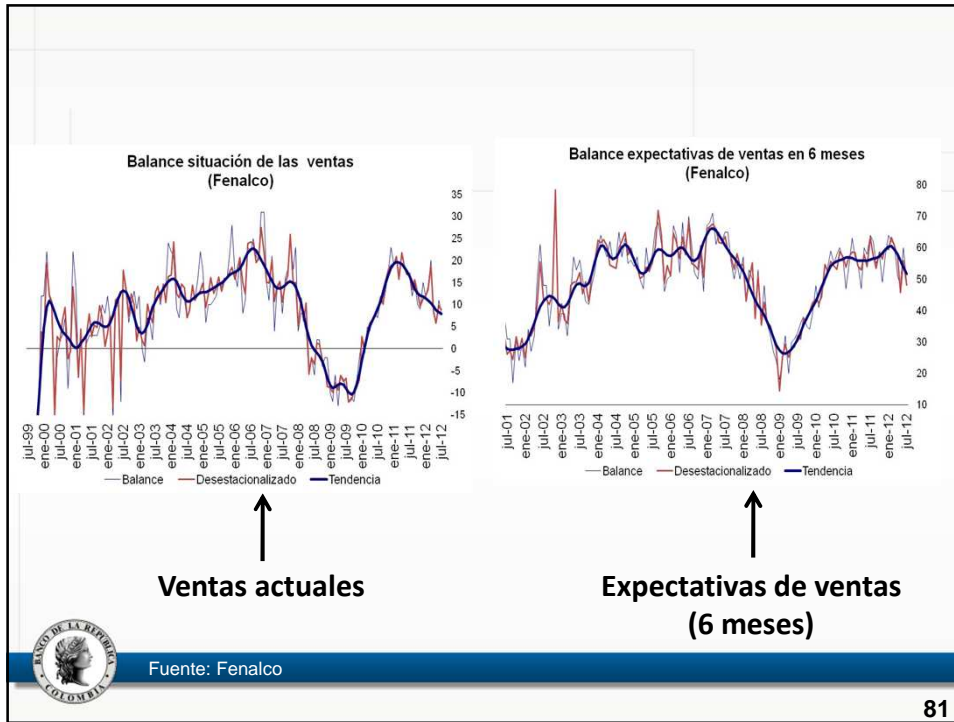 Balance situación de las ventas
(Fenalco)
35
30
25
20
15
10
5
0
-5
-10
-15
jul-99
ene-00
jul-00
ene-01
jul-01
ene-02
jul-02
ene-03
jul-03
ene-04
jul-04
ene-05
jul-05
ene-06
jul-06
ene-07
jul-07
ene-08
jul-08
ene-09
jul-09
ene-10
jul-10
ene-11
jul-11
ene-12
jul-12
Balance Desestacionalizado Tendencia
Balance expectativas de ventas en 6 meses
(Fenalco)
80
70
60
50
40
30
20
10
jul-01
ene-02
jul-02
ene-03
jul-03
ene-04
jul-04
ene-05
jul-05
ene-06
jul-06
ene-07
jul-07
ene-08
jul-08
ene-09
jul-09
ene-10
jul-10
ene-11
jul-11
ene-12
jul-12
Balance Desestacionalizado Tendencia
Ventas actuales
Expectativas de ventas
(6 meses)
BANCO DE LA REPUBLICA
COLOMBIA
Fuente: Fenalco
81